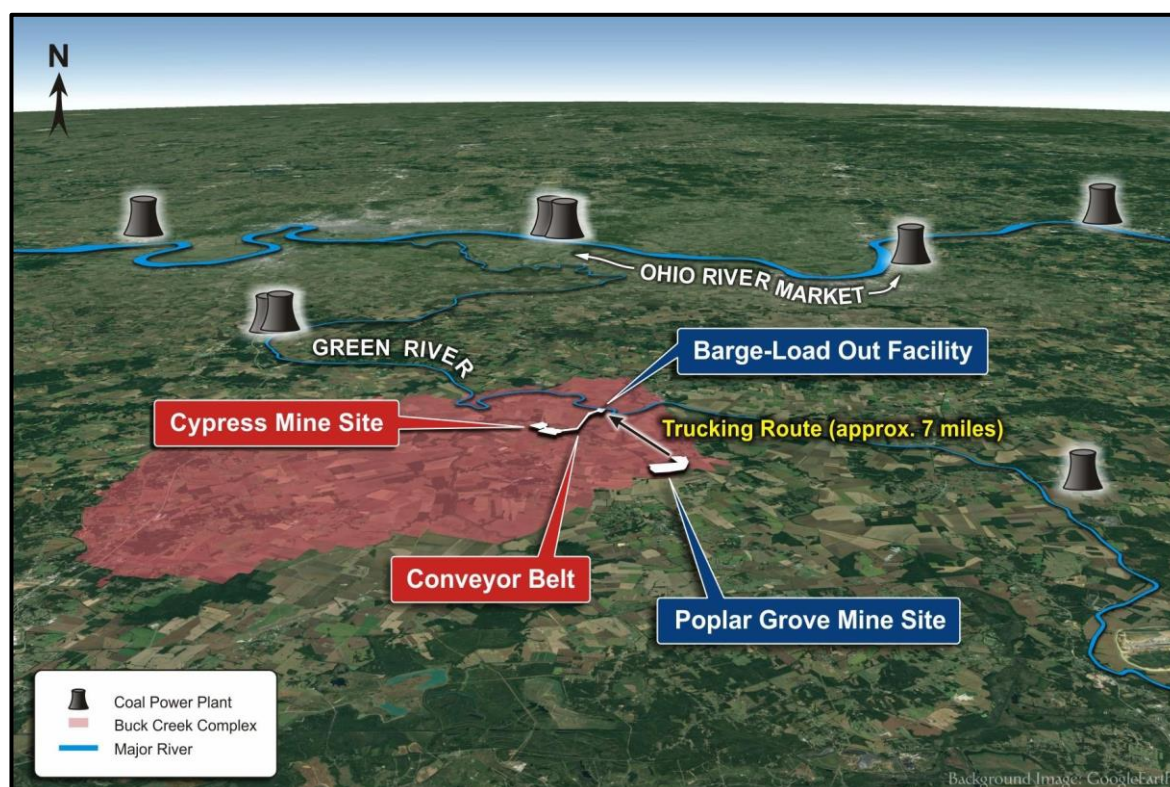 N
OHIO RIVER MARKET
GREEN RIVER
Barge-Load Out Facility
Cypress Mine Site
Trucking Route (approx. 7 miles)
Conveyor Belt
Poplar Grove Mine Site
Coal Power Plant
Buck Creek Complex
Major River
Background Image: GoogleEarth